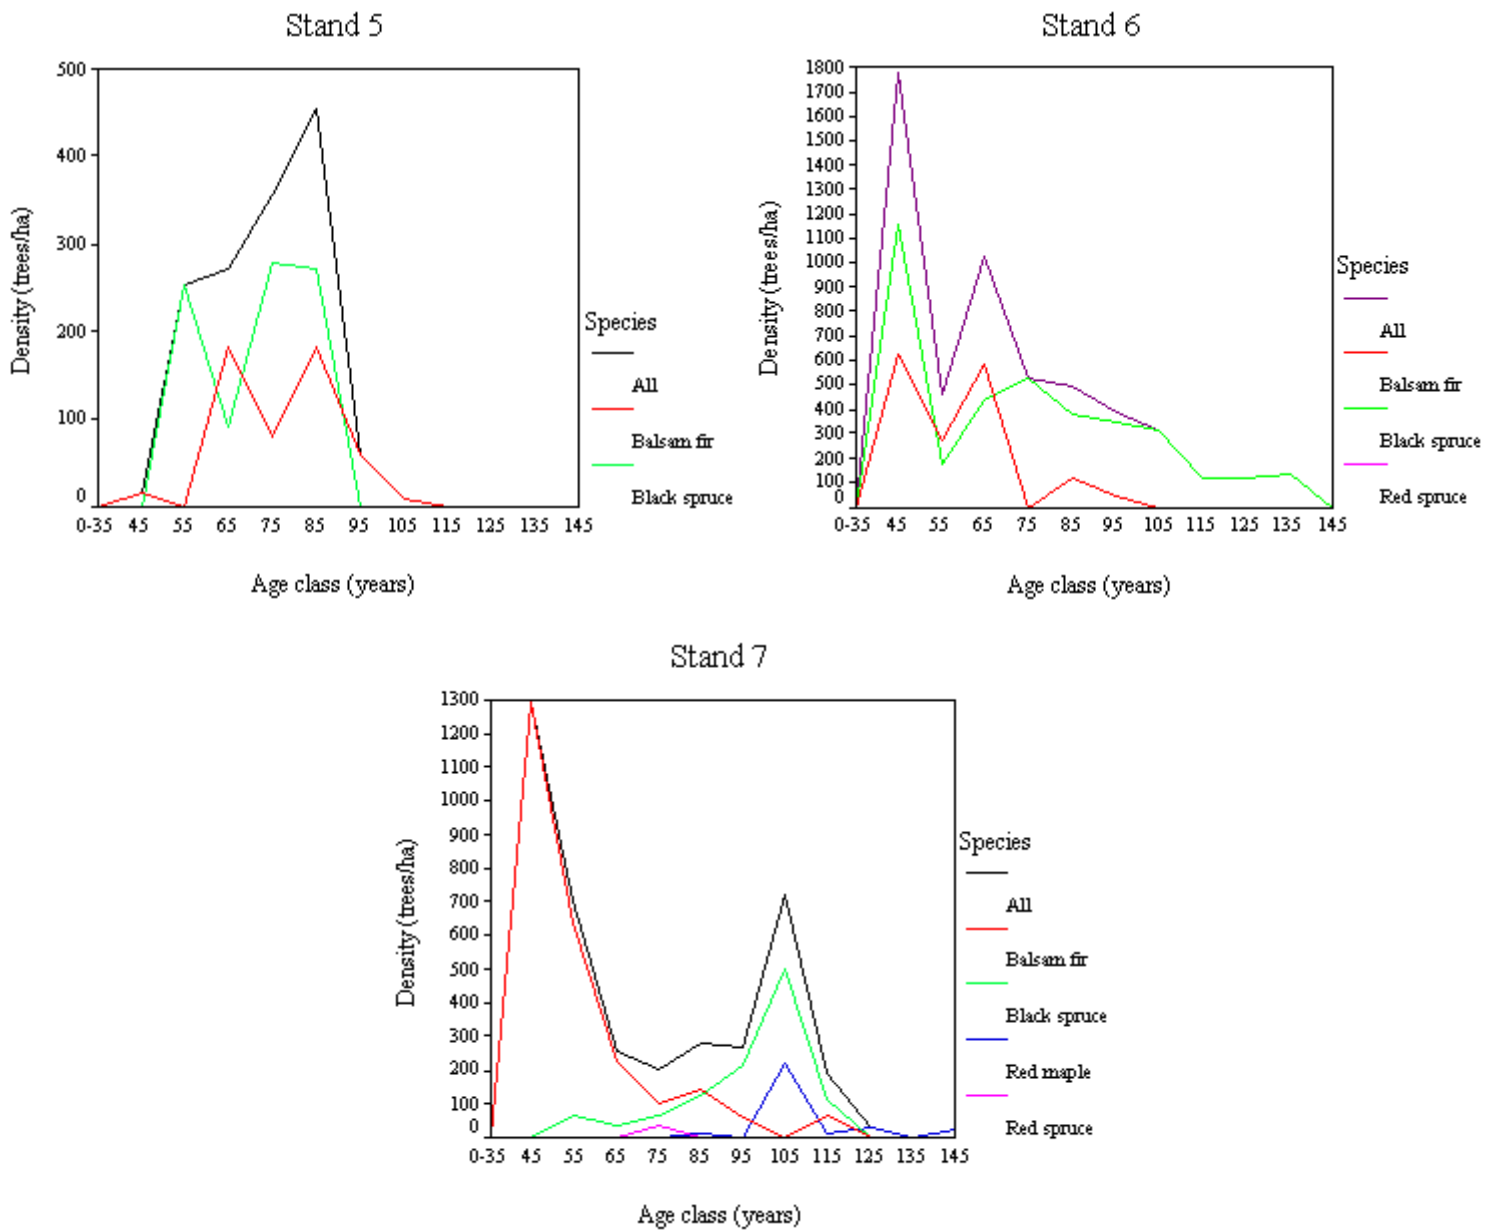 Stand 5
500
400
300
200
100
0
Density (trees/ha)
0-35 45 55 65 75 85 95 105 115 125 135 145
Age class (years)
Species
All
Balsam fir
Black spruce
Stand 6
1800
1700
1600
1500
1400
1300
1200
1100
1000
900
800
700
600
500
400
300
200
100
0
Density (trees/ha)
0-35 45 55 65 75 85 95 105 115 125 135 145
Age class (years)
Species
All
Balsam fir
Black spruce
Red spruce
Stand 7
1300
1200
1100
1000
900
800
700
600
500
400
300
200
100
0
Density (trees/ha)
0-35 45 55 65 75 85 95 105 115 125 135 145
Age class (years)
Species
All
Balsam fir
Black spruce
Red maple
Red spruce